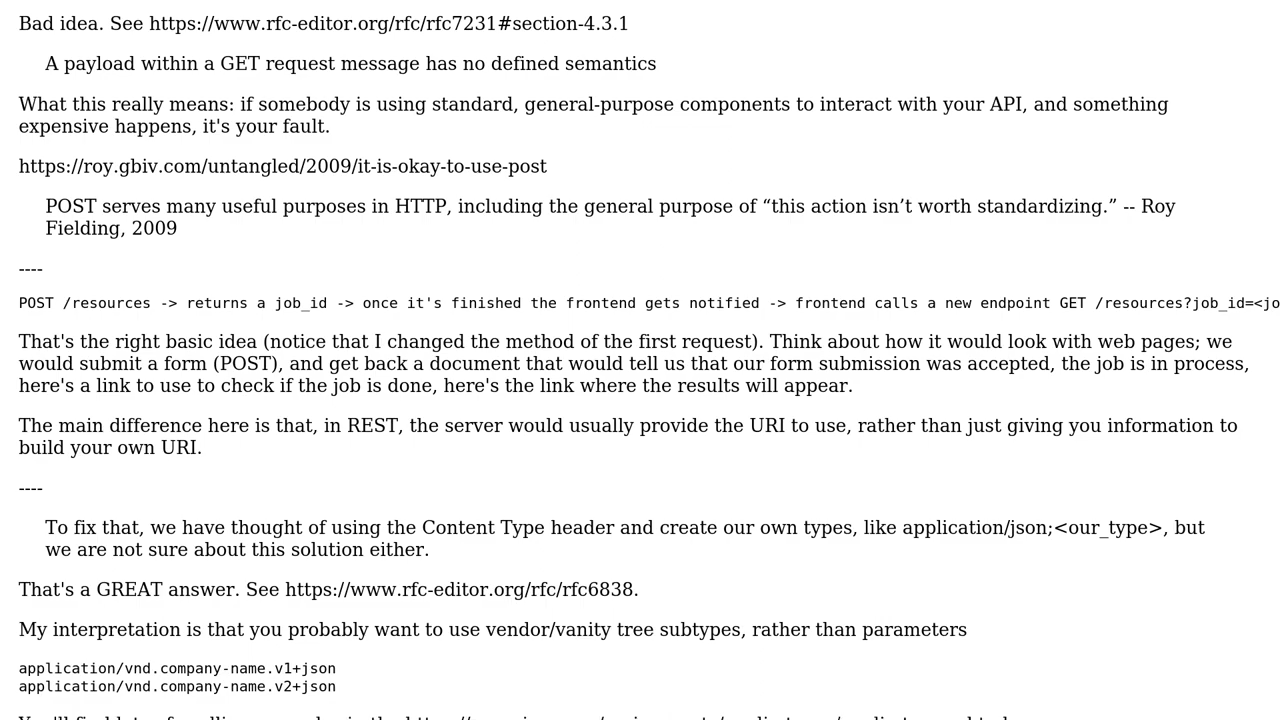 Bad idea. See https://www.rfc-editor.org/rfc/rfc7231#section-4.3.1
A payload within a GET request message has no defined semantics
What this really means: if somebody is using standard, general-purpose components to interact with your API, and something
expensive happens, it's your fault.
https://roy.gbiv.com/untangled/2009/it-is-okay-to-use-post
POST serves many useful purposes in HTTP, including the general purpose of “this action isn’t worth standardizing.” -- Roy
Fielding, 2009
----
POST /resources -> returns a job_id -> once it's finished the frontend gets notified -> frontend calls a new endpoint GET /resources?job_id=<jo
That's the right basic idea (notice that I changed the method of the first request). Think about how it would look with web pages; we
would submit a form (POST), and get back a document that would tell us that our form submission was accepted, the job is in process,
here's a link to use to check if the job is done, here's the link where the results will appear.
The main difference here is that, in REST, the server would usually provide the URI to use, rather than just giving you information to
build your own URI.
----
To fix that, we have thought of using the Content Type header and create our own types, like application/json;<our_type>, but
we are not sure about this solution either.
That's a GREAT answer. See https://www.rfc-editor.org/rfc/rfc6838.
My interpretation is that you probably want to use vendor/vanity tree subtypes, rather than parameters
application/vnd.company-name.v1+json
application/vnd.company-name.v2+json